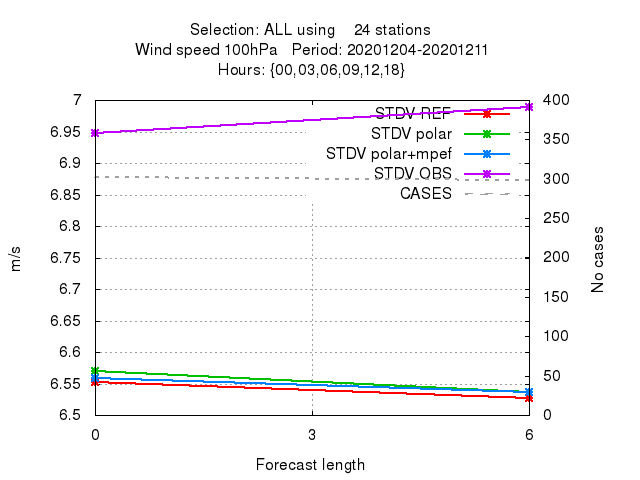 Selection: ALL using 24 stations
Wind speed 100hPa Period: 20201204-20201211
Hours: {00,03,06,09,12,18}
7
6.95
6.9
6.85
6.8
6.75
6.7
6.65
6.6
6.55
6.5
m/s
400
350
300
250
200
150
100
50
0
No cases
STDV REF
STDV polar
STDV polar+mpef
STDV OBS
CASES
0
3
6
Forecast length